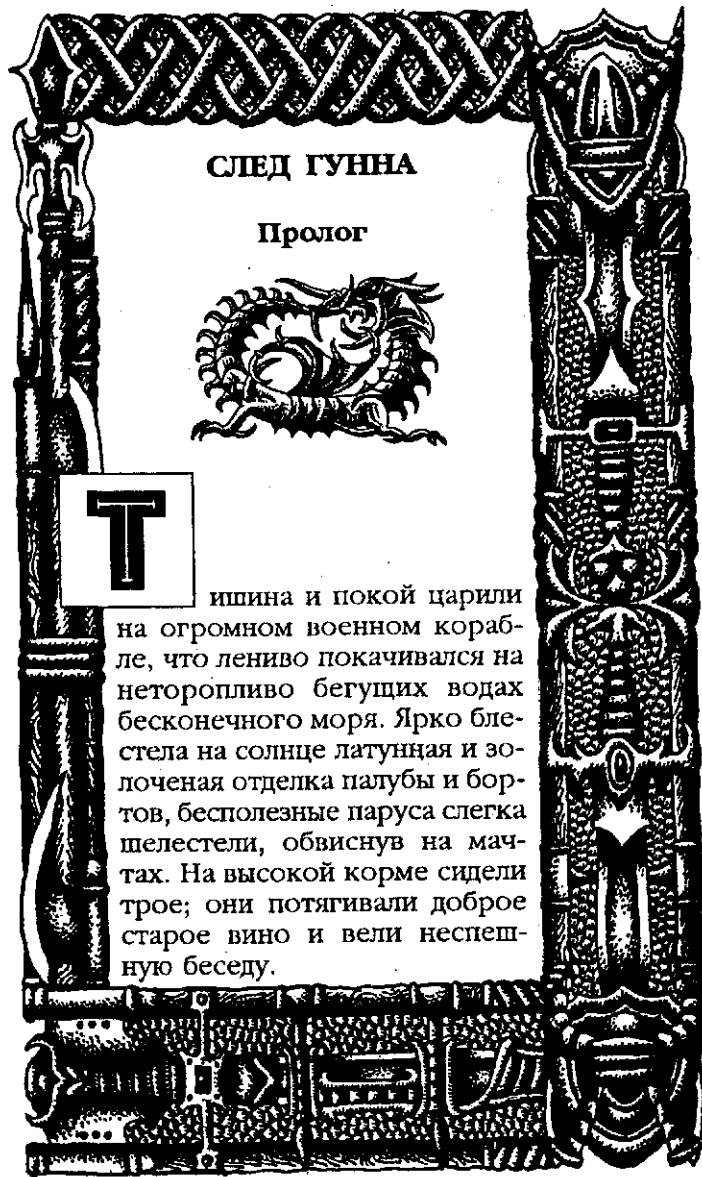 СЛЕД ГУННА
Пролог
Тишина и покой царили
на огромном военном кораб-
ле, что лениво покачивался на
неторопливо бегущих водах
бесконечного моря. Ярко бле-
стела на солнце латунная и зо-
лоченая отделка палубы и бор-
тов, бесполезные паруса слегка
шелестели, обвиснув на мач-
тах. На высокой корме сидели
трое; они потягивали доброе
старое вино и вели неспеш-
ную беседу.